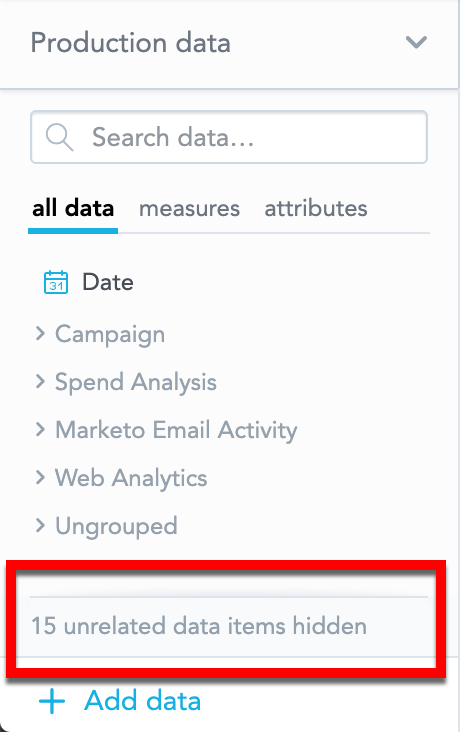 Production data
Search data...
all data measures attributes
31 Date
Campaign
Spend Analysis
Marketo Email Activity
Web Analytics
Ungrouped
15 unrelated data items hidden
+ Add data